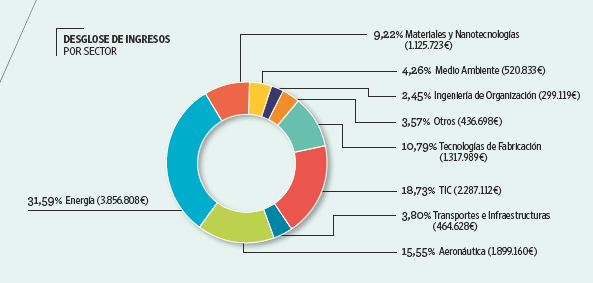 DESGLOSE DE INGRESOS
POR SECTOR
9,22% Materiales y Nanotecnologías
(1.125.723€)
4,26% Medio Ambiente (520.833€)
2,45% Ingeniería de Organización (299.119€)
3,57% Otros (436.698€)
10,79% Tecnologías de Fabricación
(1.317.989€)
18,73% TIC (2.287.112€)
3,80% Transportes e Infraestructuras
(464.628€)
15,55% Aeronáutica (1.899.160€)
31,59% Energía (3.856.808€)